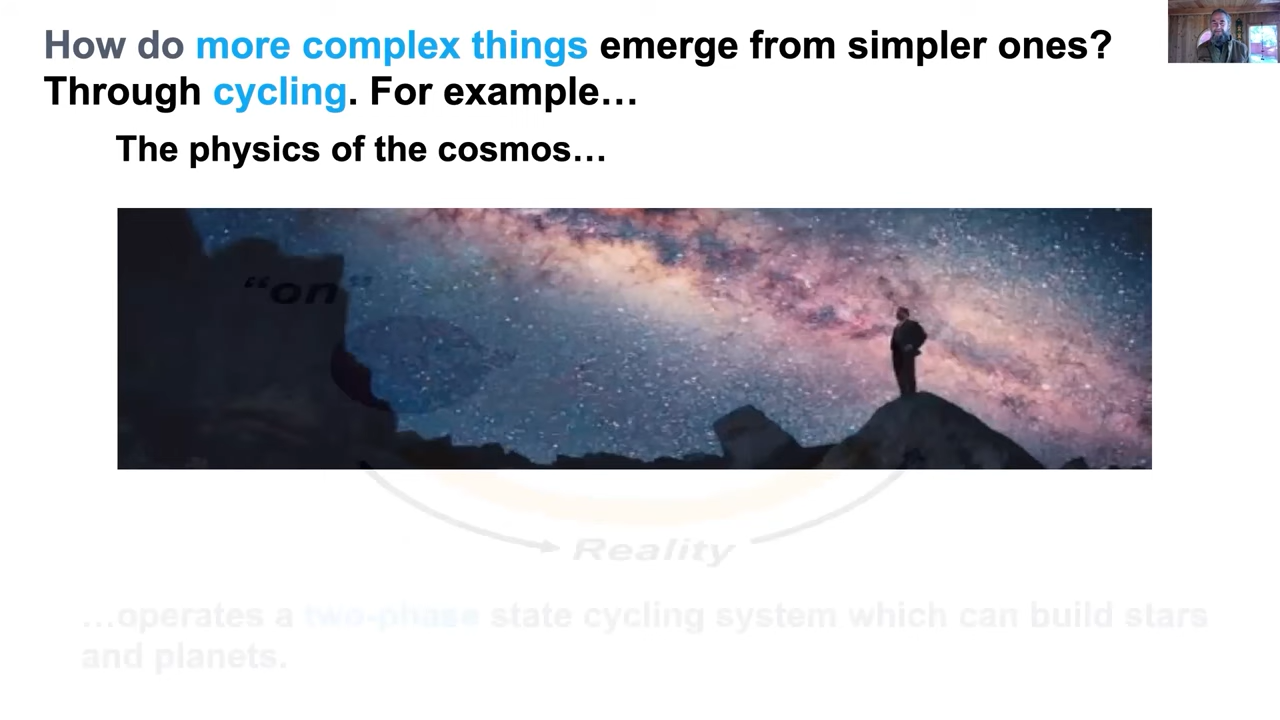 How do more complex things emerge from simpler ones?
Through cycling. For example…
The physics of the cosmos…
“on”
Reality
…operates a two-phase state cycling system which can build stars
and planets.